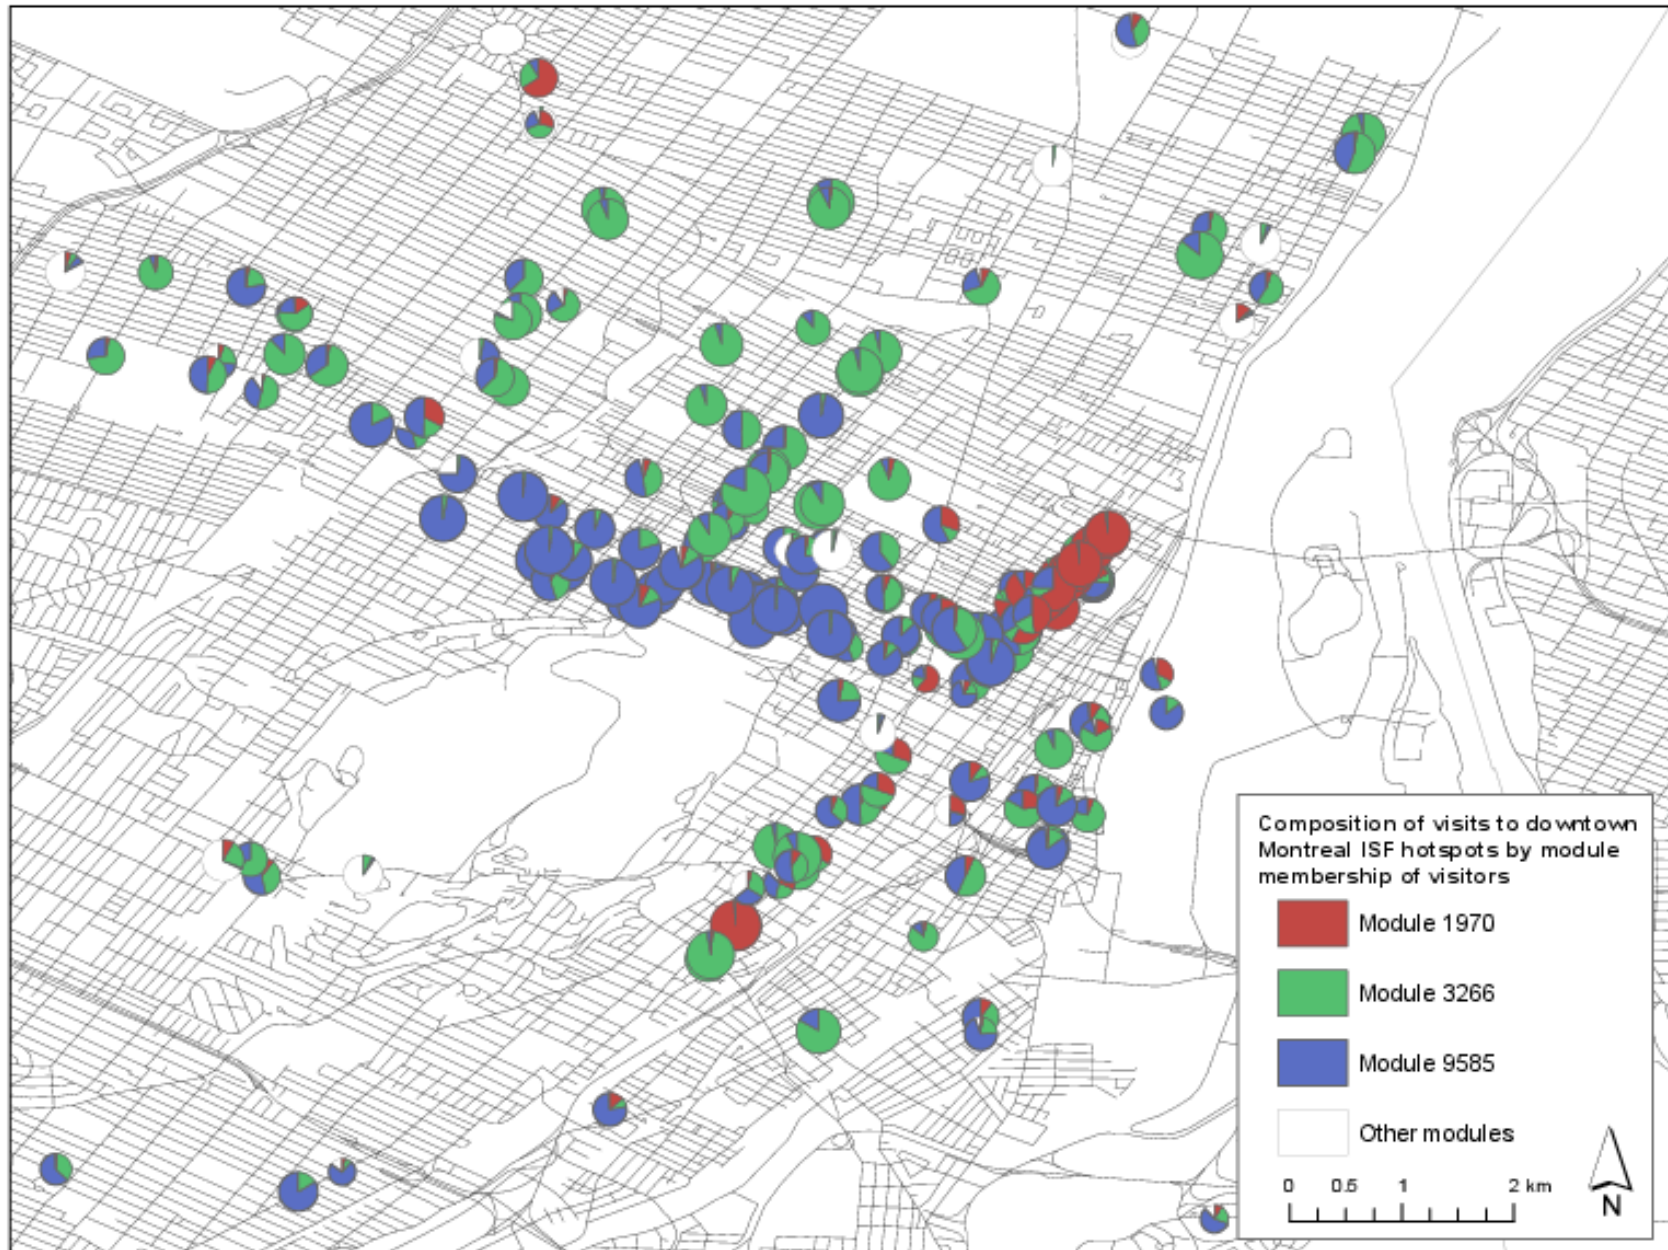 Composition of visits to downtown
Montreal ISF hotspots by module
membership of visitors
Module 1970
Module 3266
Module 9585
Other modules
0 0.5 1 2 km
N